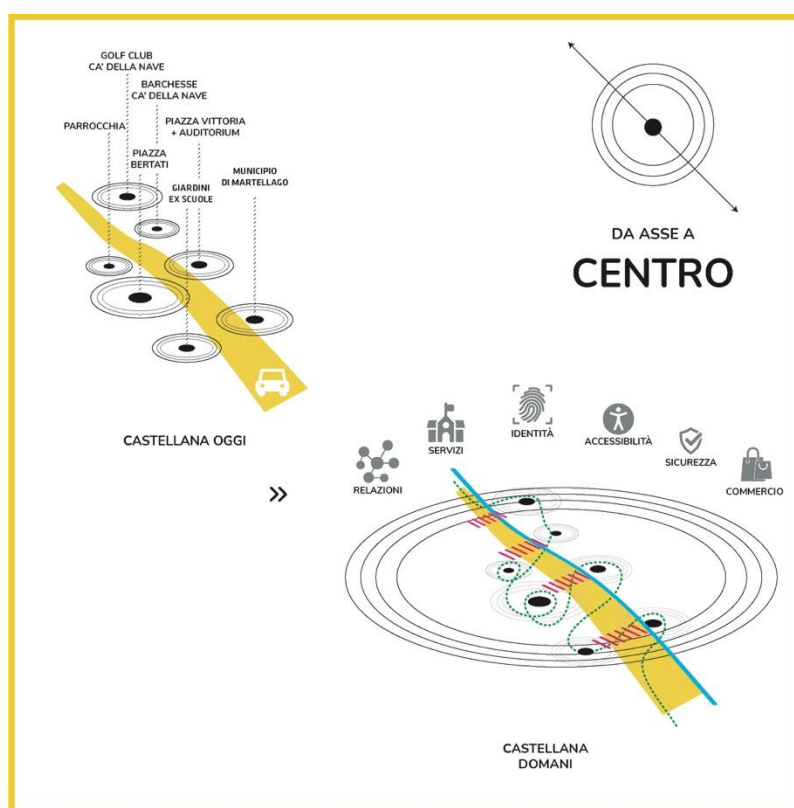 GOLF CLUB
CA' DELLA NAVE
BARCHESSE
CA' DELLA NAVE
PARROCCHIA
PIAZZA VITTORIA
+ AUDITORIUM
PIAZZA
BERTATI
GIARDINI
EX SCUOLE
MUNICIPIO
DI MARTELLAGO
DA ASSE A
CENTRO
CASTELLANA OGGI
»
RELAZIONI
SERVIZI
IDENTITÀ
ACCESSIBILITÀ
SICUREZZA
COMMERCIO
CASTELLANA
DOMANI